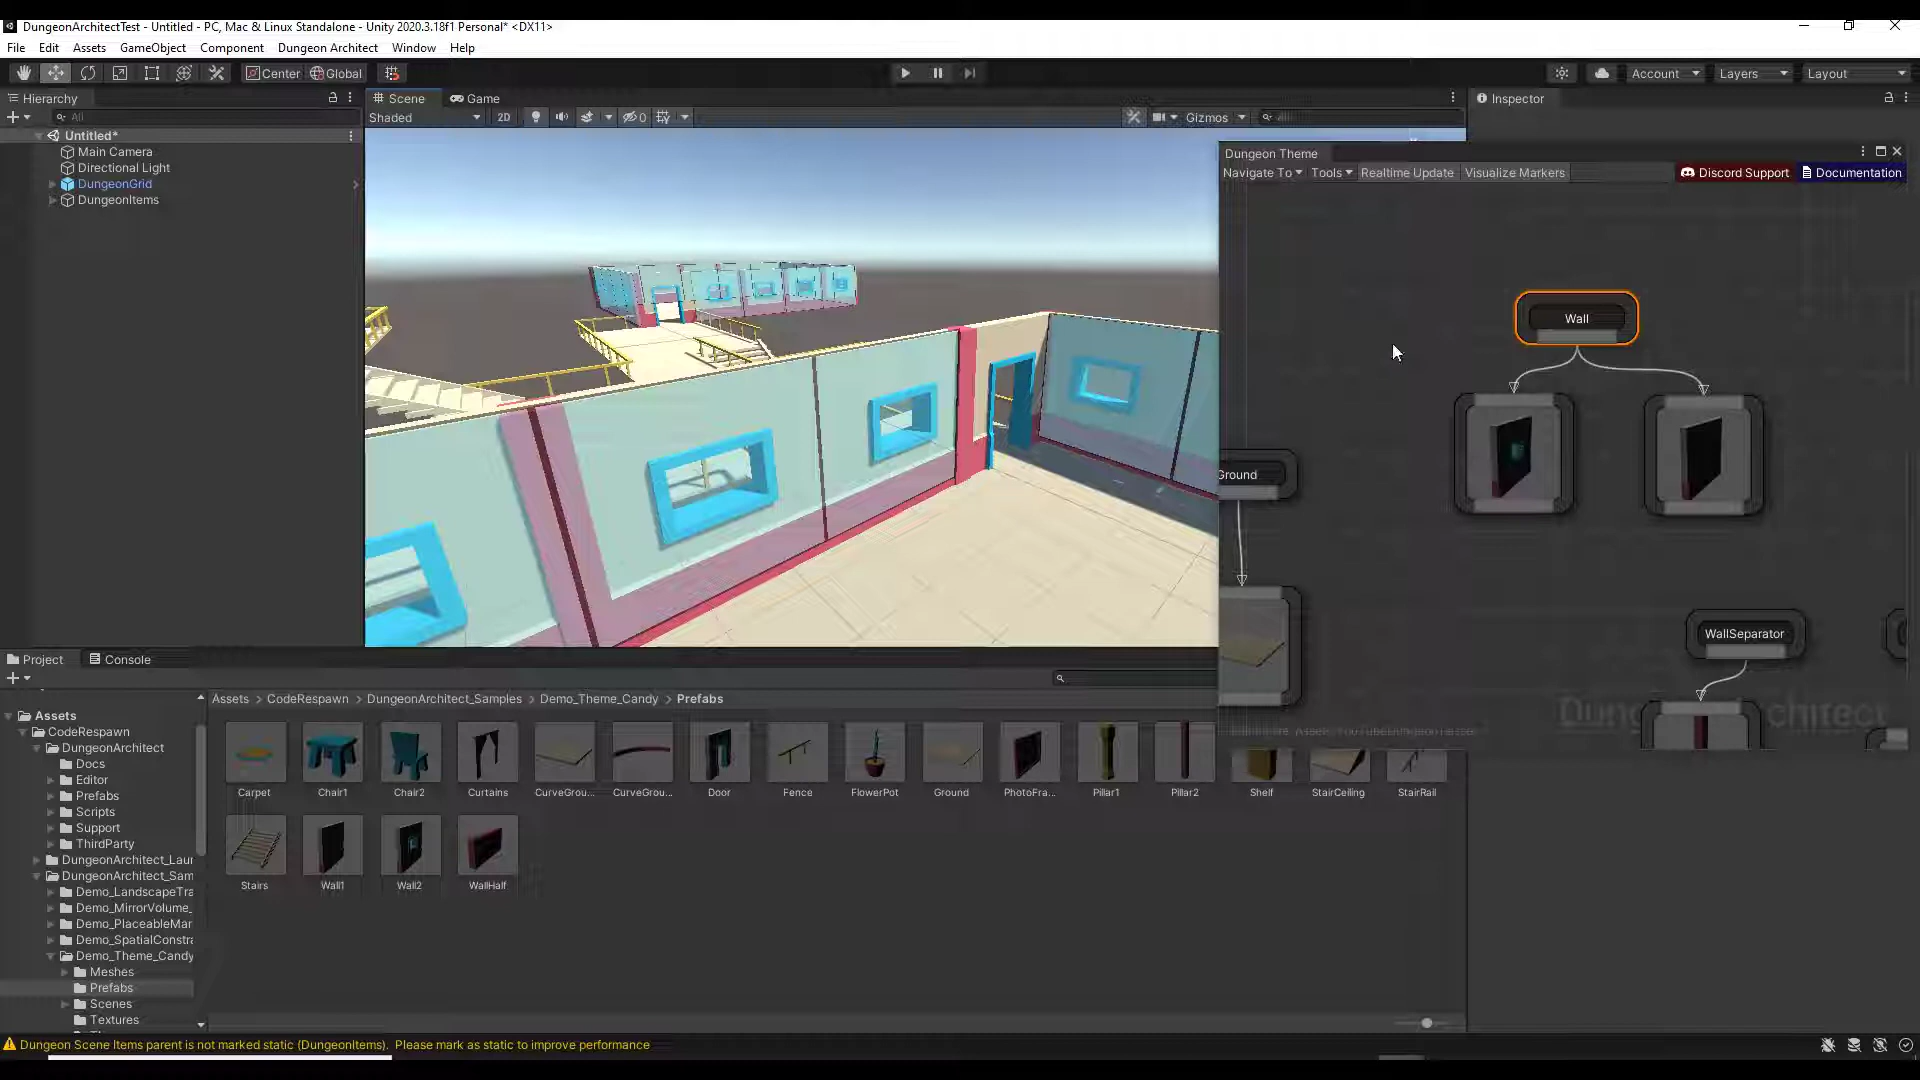 DungeonArchitectTest - Untitled - PC, Mac & Linux Standalone - Unity 2020.3.18f1 Personal* <DX11>
File Edit Assets GameObject Component Dungeon Architect Window Help
Center Global Account Layers Layout
Hierarchy
All
Untitled*
Main Camera
Directional Light
DungeonGrid
DungeonItems
Scene Game
Shaded 2D 0 Gizmos All
Inspector
Dungeon Theme
Navigate To Tools Realtime Update Visualize Markers Discord Support Documentation
Wall
Ground
WallSeparator
Project Console
Assets > CodeRespawn > DungeonArchitect_Samples > Demo_Theme_Candy > Prefabs
Assets
CodeRespawn
DungeonArchitect
Docs
Editor
Prefabs
Scripts
Support
ThirdParty
DungeonArchitect_Lau
DungeonArchitect_Sam
Demo_LandscapeTra
Demo_MirrorVolume_
Demo_PlaceableMar
Demo_SpatialConstra
Demo_Theme_Candy
Meshes
Prefabs
Scenes
Textures
Carpet Chair1 Chair2 Curtains CurveGrou... CurveGrou... Door Fence FlowerPot Ground PhotoFra... Pillar1 Pillar2 Shelf StairCeiling StairRail
Stairs Wall1 Wall2 WallHalf
Dungeon Scene Items parent is not marked static (DungeonItems). Please mark as static to improve performance